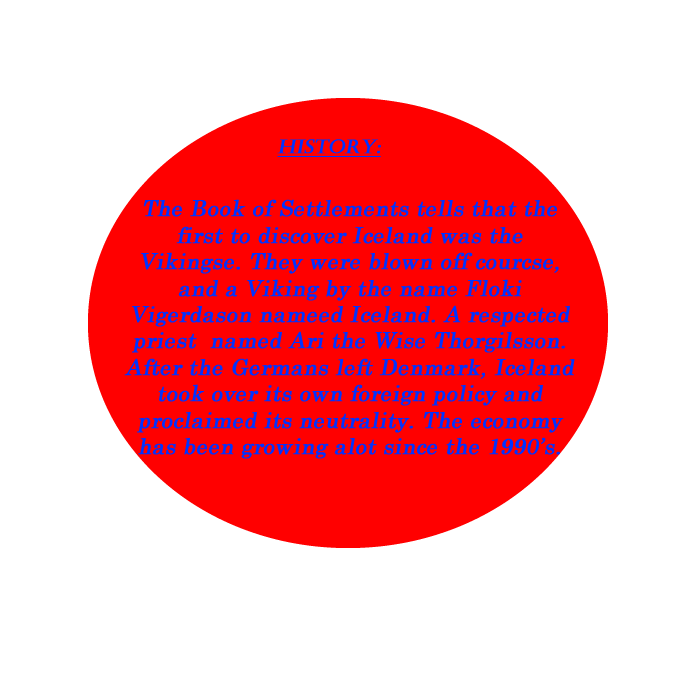 HISTORY:
The Book of Settlements tells that the
first to discover Iceland was the
Vikingse. They were blown off courcse,
and a Viking by the name Floki
Vigerdason nameed Iceland. A respected
priest  named Ari the Wise Thorgilsson.
After the Germans left Denmark, Iceland
took over its own foreign policy and
proclaimed its neutrality. The economy
has been growing alot since the 1990's.